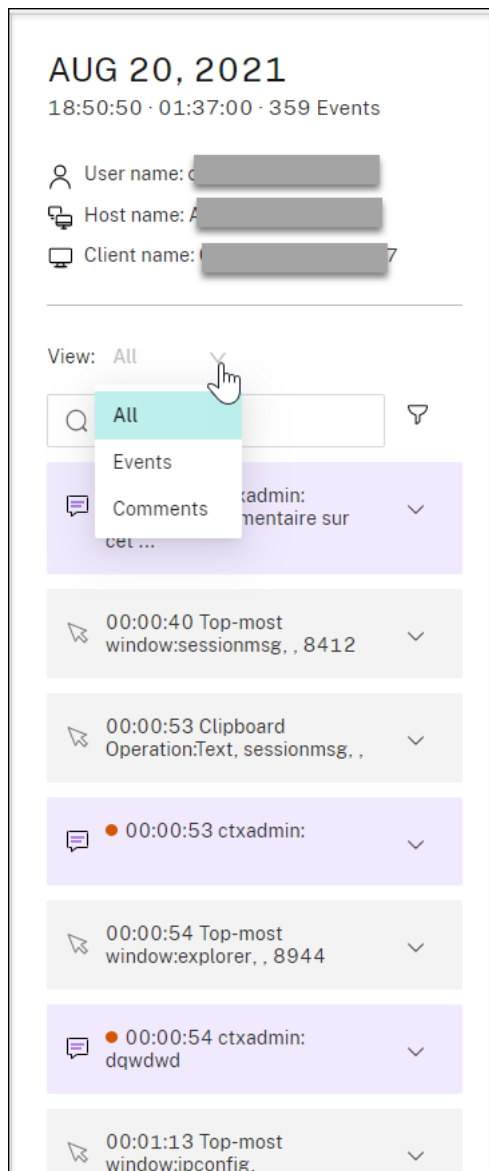 AUG 20, 2021
18:50:50 · 01:37:00 · 359 Events
User name:
Host name:
Client name: 7
View: All
All
Events
Comments
ctxadmin:
mentaire sur
cet ...
00:00:40 Top-most
window:sessionmsg, , 8412
00:00:53 Clipboard
Operation:Text, sessionmsg, ,
00:00:53 ctxadmin:
00:00:54 Top-most
window:explorer, , 8944
00:00:54 ctxadmin:
dqwdwd
00:01:13 Top-most
window:ipconfig,